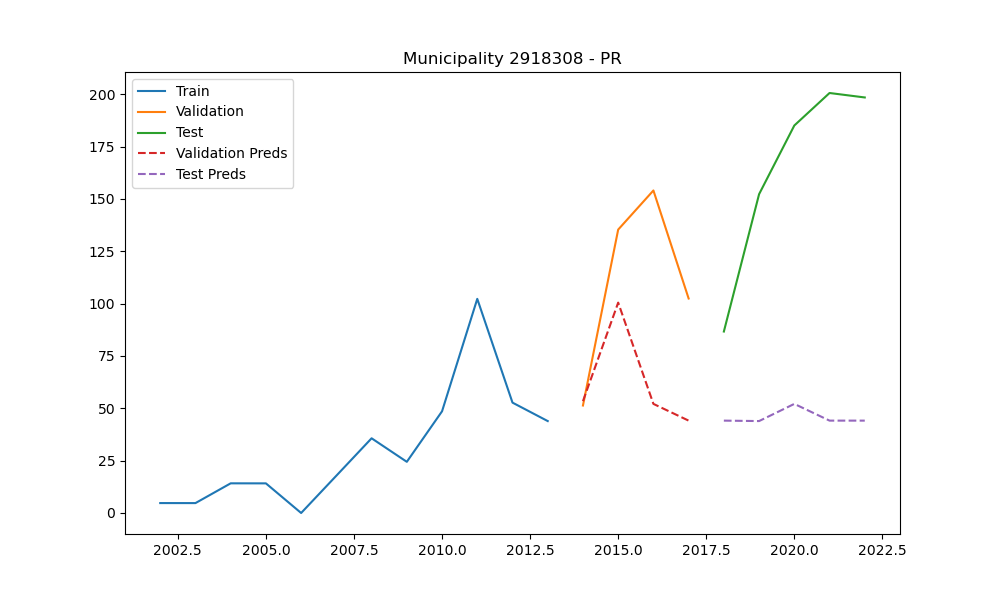 Municipality 2918308 - PR
Train
Validation
Test
Validation Preds
Test Preds
200
175
150
125
100
75
50
25
0
2002.5 2005.0 2007.5 2010.0 2012.5 2015.0 2017.5 2020.0 2022.5